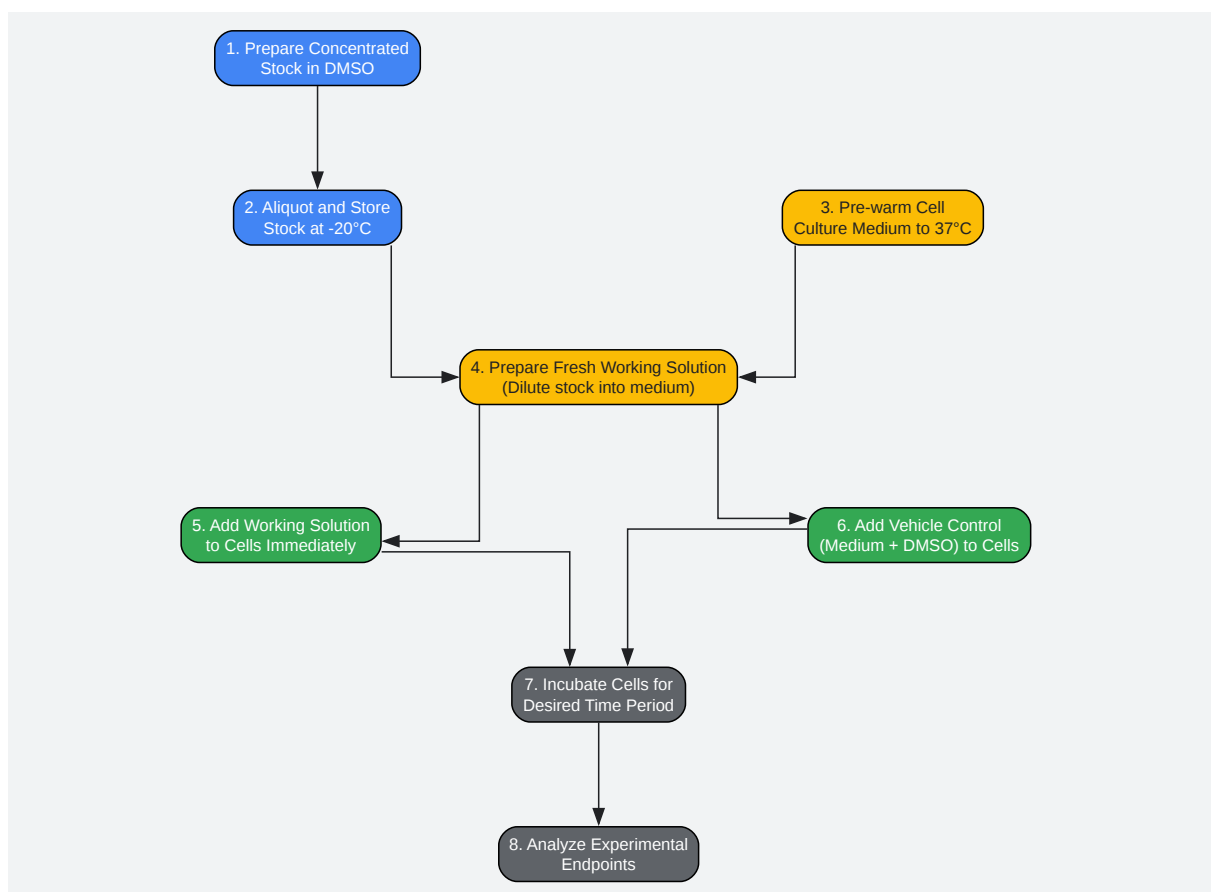 1. Prepare Concentrated
Stock in DMSO
2. Aliquot and Store
Stock at -20°C
3. Pre-warm Cell
Culture Medium to 37°C
4. Prepare Fresh Working Solution
(Dilute stock into medium)
5. Add Working Solution
to Cells Immediately
6. Add Vehicle Control
(Medium + DMSO) to Cells
7. Incubate Cells for
Desired Time Period
8. Analyze Experimental
Endpoints